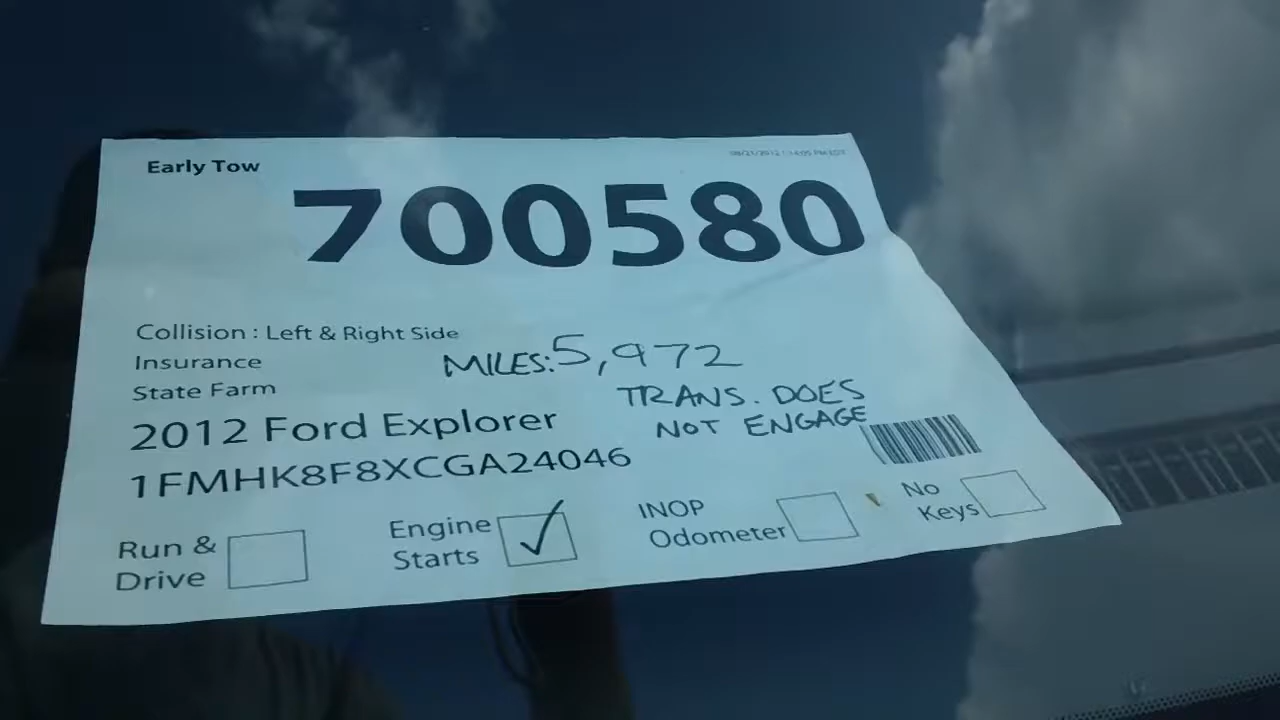 Early Tow
700580
Collision : Left & Right Side
Insurance
MILES: 5,972
State Farm
TRANS. DOES
NOT ENGAGE
2012 Ford Explorer
1FMHK8F8XCGA24046
Run & Drive
Engine Starts ✓
INOP Odometer
No Keys